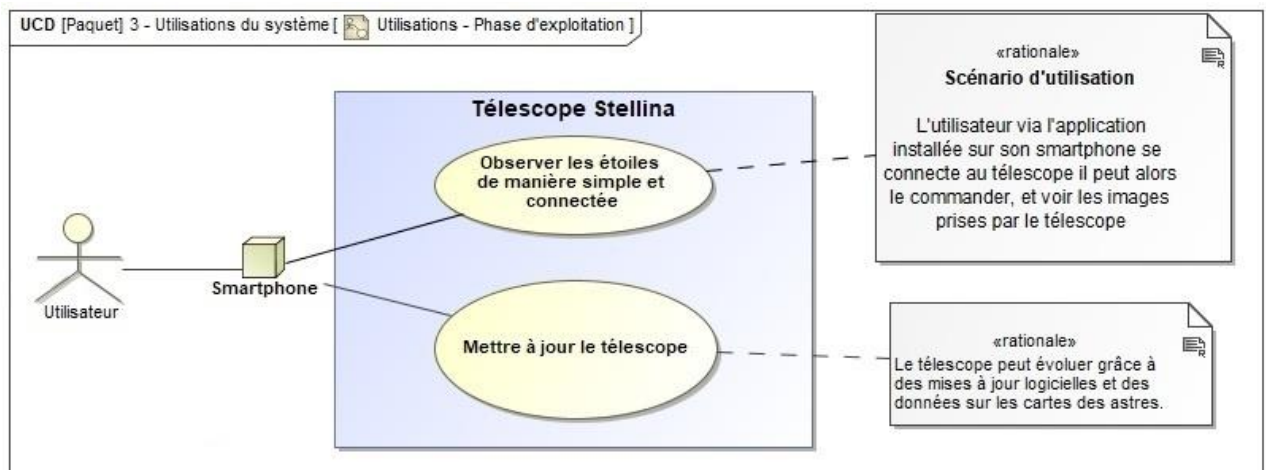 UCD [Paquet] 3 - Utilisations du système [ Utilisations - Phase d'exploitation ]
«rationale»
Scénario d'utilisation
L'utilisateur via l'application
installée sur son smartphone se
connecte au télescope il peut alors
le commander, et voir les images
prises par le télescope
Télescope Stellina
Observer les étoiles
de manière simple et
connectée
Smartphone
Utilisateur
Mettre à jour le télescope
«rationale»
Le télescope peut évoluer grâce à
des mises à jour logicielles et des
données sur les cartes des astres.